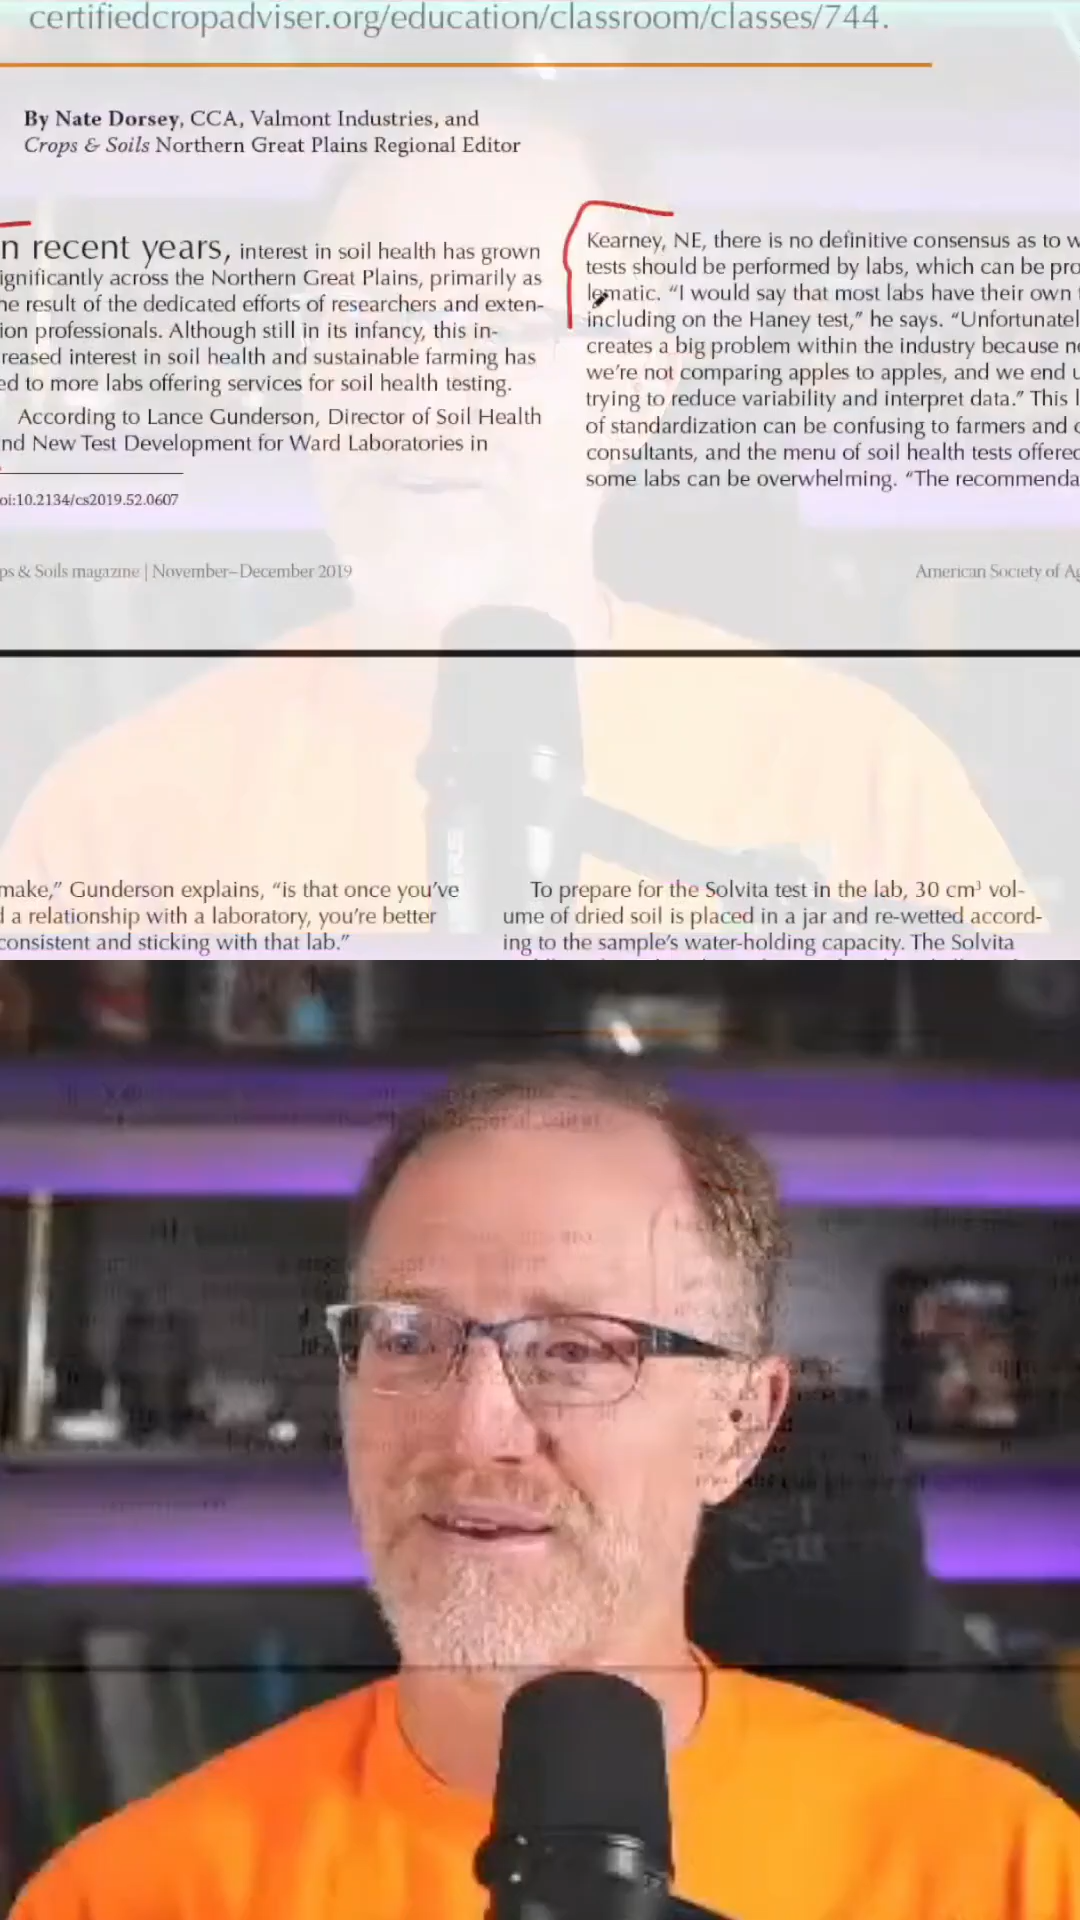 certifiedcropadviser.org/education/classroom/classes/744.
By Nate Dorsey, CCA, Valmont Industries, and
Crops & Soils Northern Great Plains Regional Editor
n recent years, interest in soil health has grown
ignificantly across the Northern Great Plains, primarily as
he result of the dedicated efforts of researchers and exten-
ion professionals. Although still in its infancy, this in-
reased interest in soil health and sustainable farming has
ed to more labs offering services for soil health testing.
According to Lance Gunderson, Director of Soil Health
nd New Test Development for Ward Laboratories in
oi:10.2134/cs2019.52.0607
Kearney, NE, there is no definitive consensus as to w
tests should be performed by labs, which can be pro
lematic. “I would say that most labs have their own
including on the Haney test,” he says. “Unfortunatel
creates a big problem within the industry because n
we’re not comparing apples to apples, and we end u
trying to reduce variability and interpret data.” This l
of standardization can be confusing to farmers and c
consultants, and the menu of soil health tests offered
some labs can be overwhelming. “The recommenda
ps & Soils magazine | November–December 2019
American Society of Ag
make,” Gunderson explains, “is that once you’ve
d a relationship with a laboratory, you’re better
consistent and sticking with that lab.”
To prepare for the Solvita test in the lab, 30 cm³ vol-
ume of dried soil is placed in a jar and re-wetted accord-
ing to the sample’s water-holding capacity. The Solvita